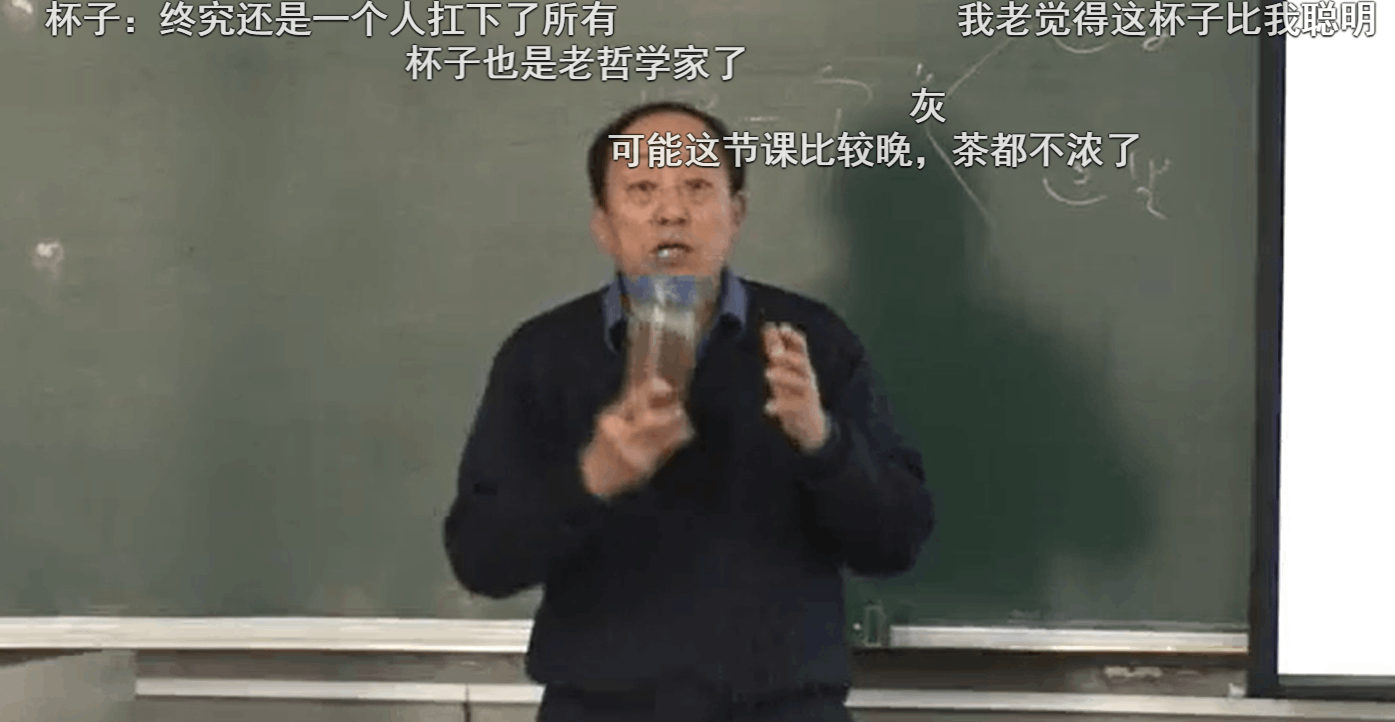 杯子：终究还是一个人扛下了所有
我老觉得这杯子比我聪明
杯子也是老哲学家了
灰
可能这节课比较晚，茶都不浓了